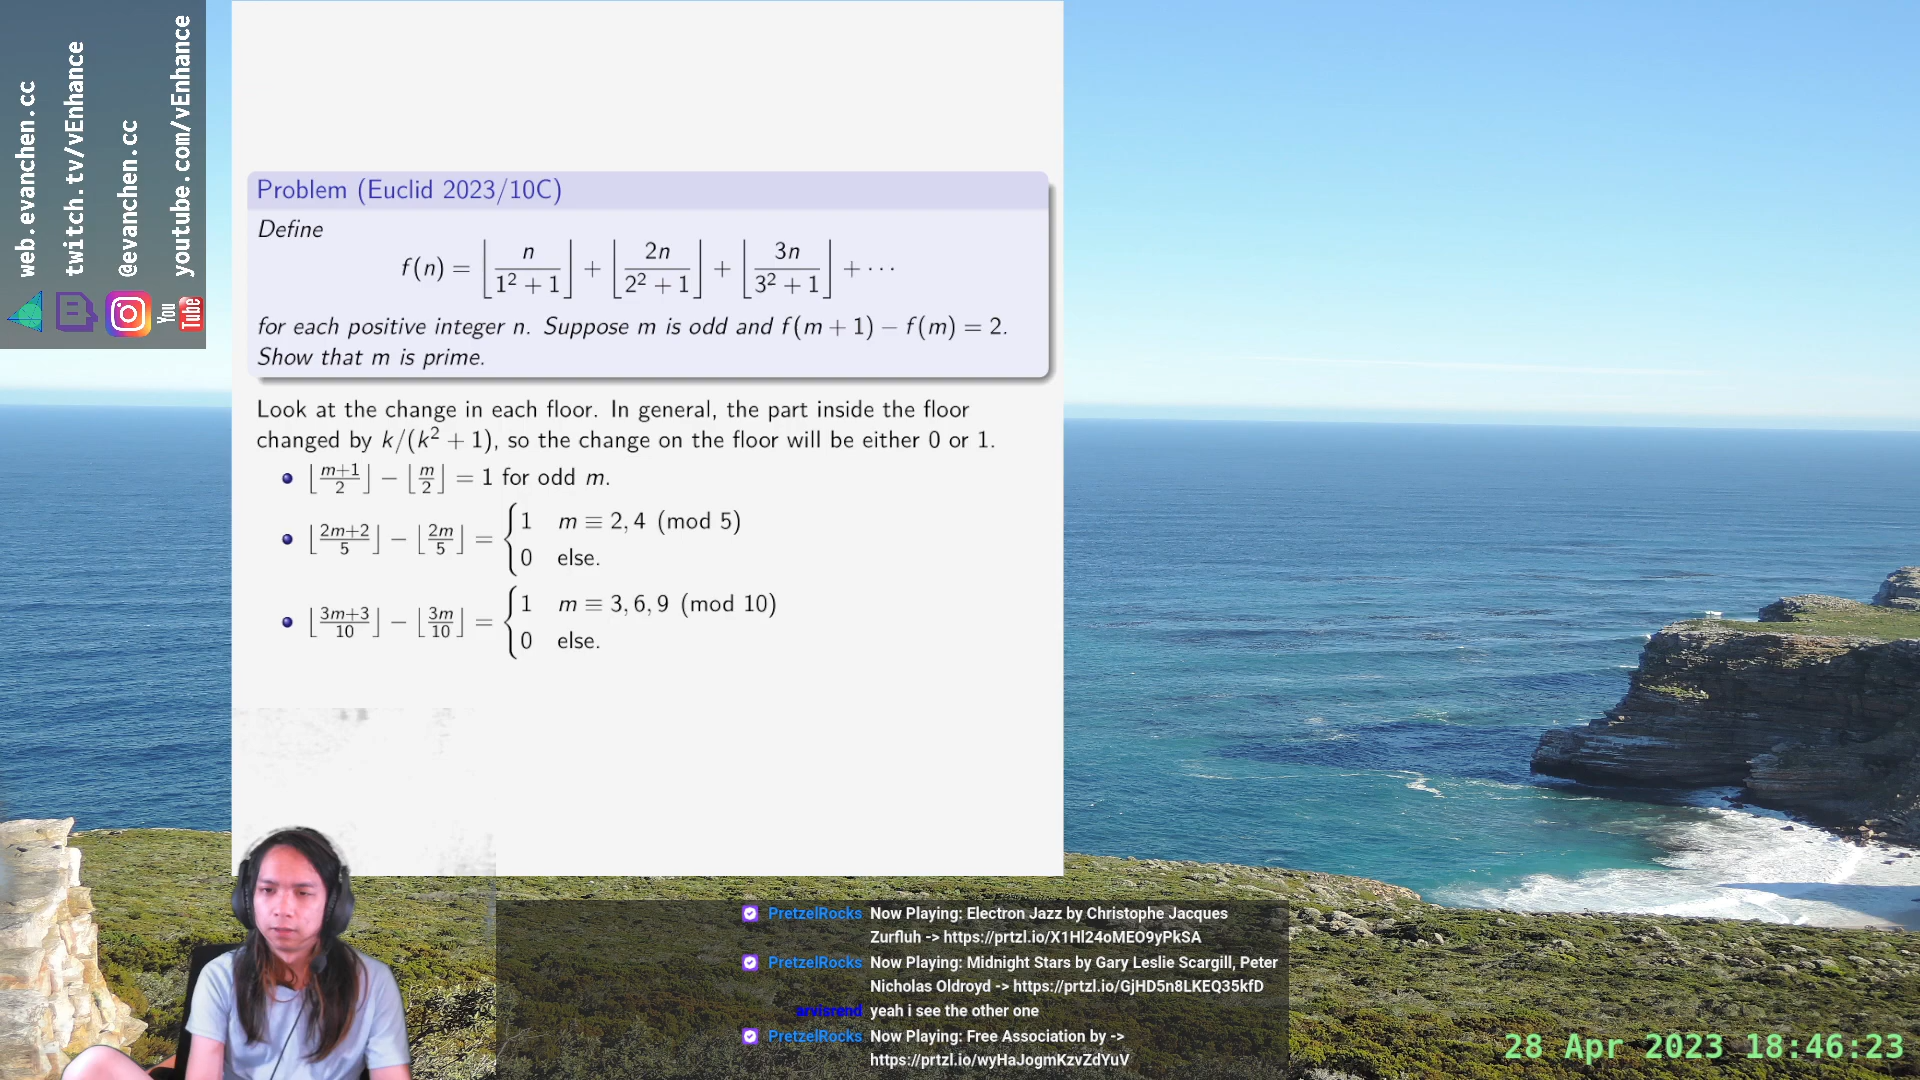 web.evanchen.cc
twitch.tv/vEnhance
@evanchen.cc
youtube.com/vEnhance
You
Tube
Problem (Euclid 2023/10C)
Define
f(n) = ⌊n/(1² + 1)⌋ + ⌊2n/(2² + 1)⌋ + ⌊3n/(3² + 1)⌋ + ···
for each positive integer n. Suppose m is odd and f(m + 1) − f(m) = 2.
Show that m is prime.
Look at the change in each floor. In general, the part inside the floor
changed by k/(k² + 1), so the change on the floor will be either 0 or 1.
⌊(m+1)/2⌋ − ⌊m/2⌋ = 1 for odd m.
⌊(2m+2)/5⌋ − ⌊2m/5⌋ = { 1 m ≡ 2, 4 (mod 5)
0 else.
⌊(3m+3)/10⌋ − ⌊3m/10⌋ = { 1 m ≡ 3, 6, 9 (mod 10)
0 else.
PretzelRocks Now Playing: Electron Jazz by Christophe Jacques
Zurfluh -> https://prtzl.io/X1Hl24oMEO9yPkSA
PretzelRocks Now Playing: Midnight Stars by Gary Leslie Scargill, Peter
Nicholas Oldroyd -> https://prtzl.io/GjHD5n8LKEQ35kfD
arvisrend yeah i see the other one
PretzelRocks Now Playing: Free Association by ->
https://prtzl.io/wyHaJogmKzvZdYuV
28 Apr 2023 18:46:23